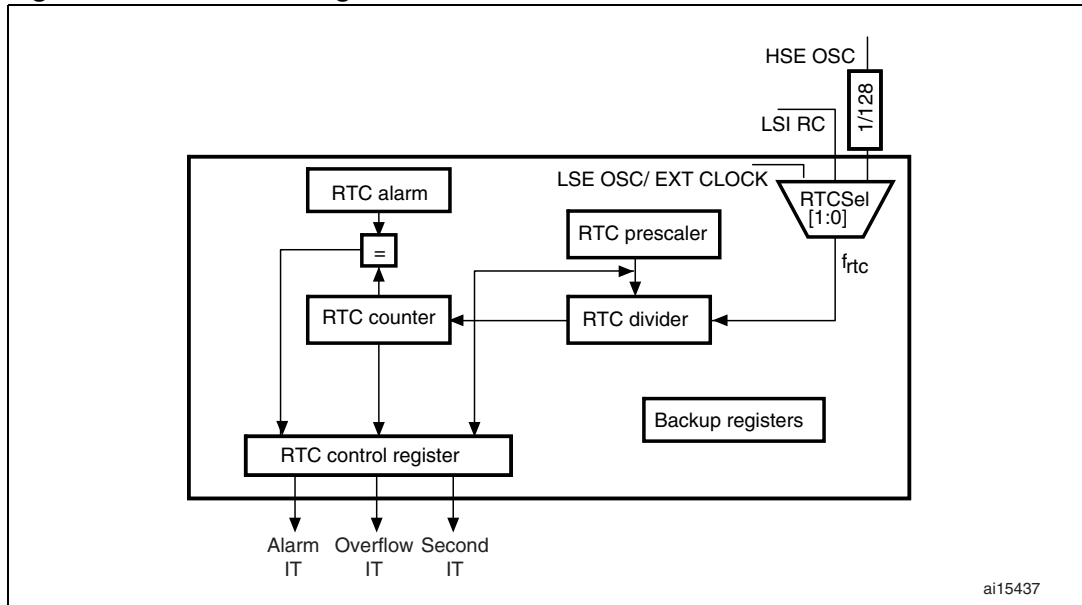 HSE OSC
1/128
LSI RC
LSE OSC/ EXT CLOCK
RTCSel
[1:0]
RTC alarm
RTC prescaler
=
frtc
RTC counter
RTC divider
Backup registers
RTC control register
Alarm
IT
Overflow
IT
Second
IT
ai15437